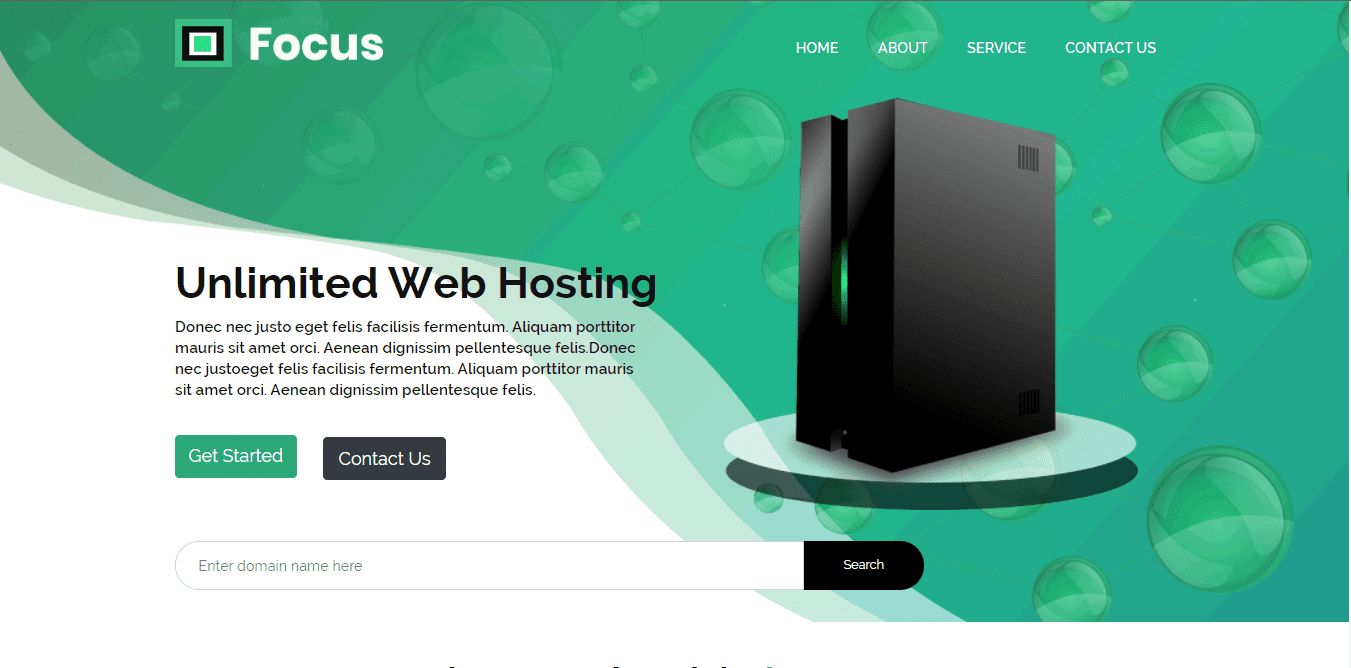 Focus
HOME ABOUT SERVICE CONTACT US
Unlimited Web Hosting
Donec nec justo eget felis facilisis fermentum. Aliquam porttitor
mauris sit amet orci. Aenean dignissim pellentesque felis.Donec
nec justoeget felis facilisis fermentum. Aliquam porttitor mauris
sit amet orci. Aenean dignissim pellentesque felis.
Get Started Contact Us
Enter domain name here Search